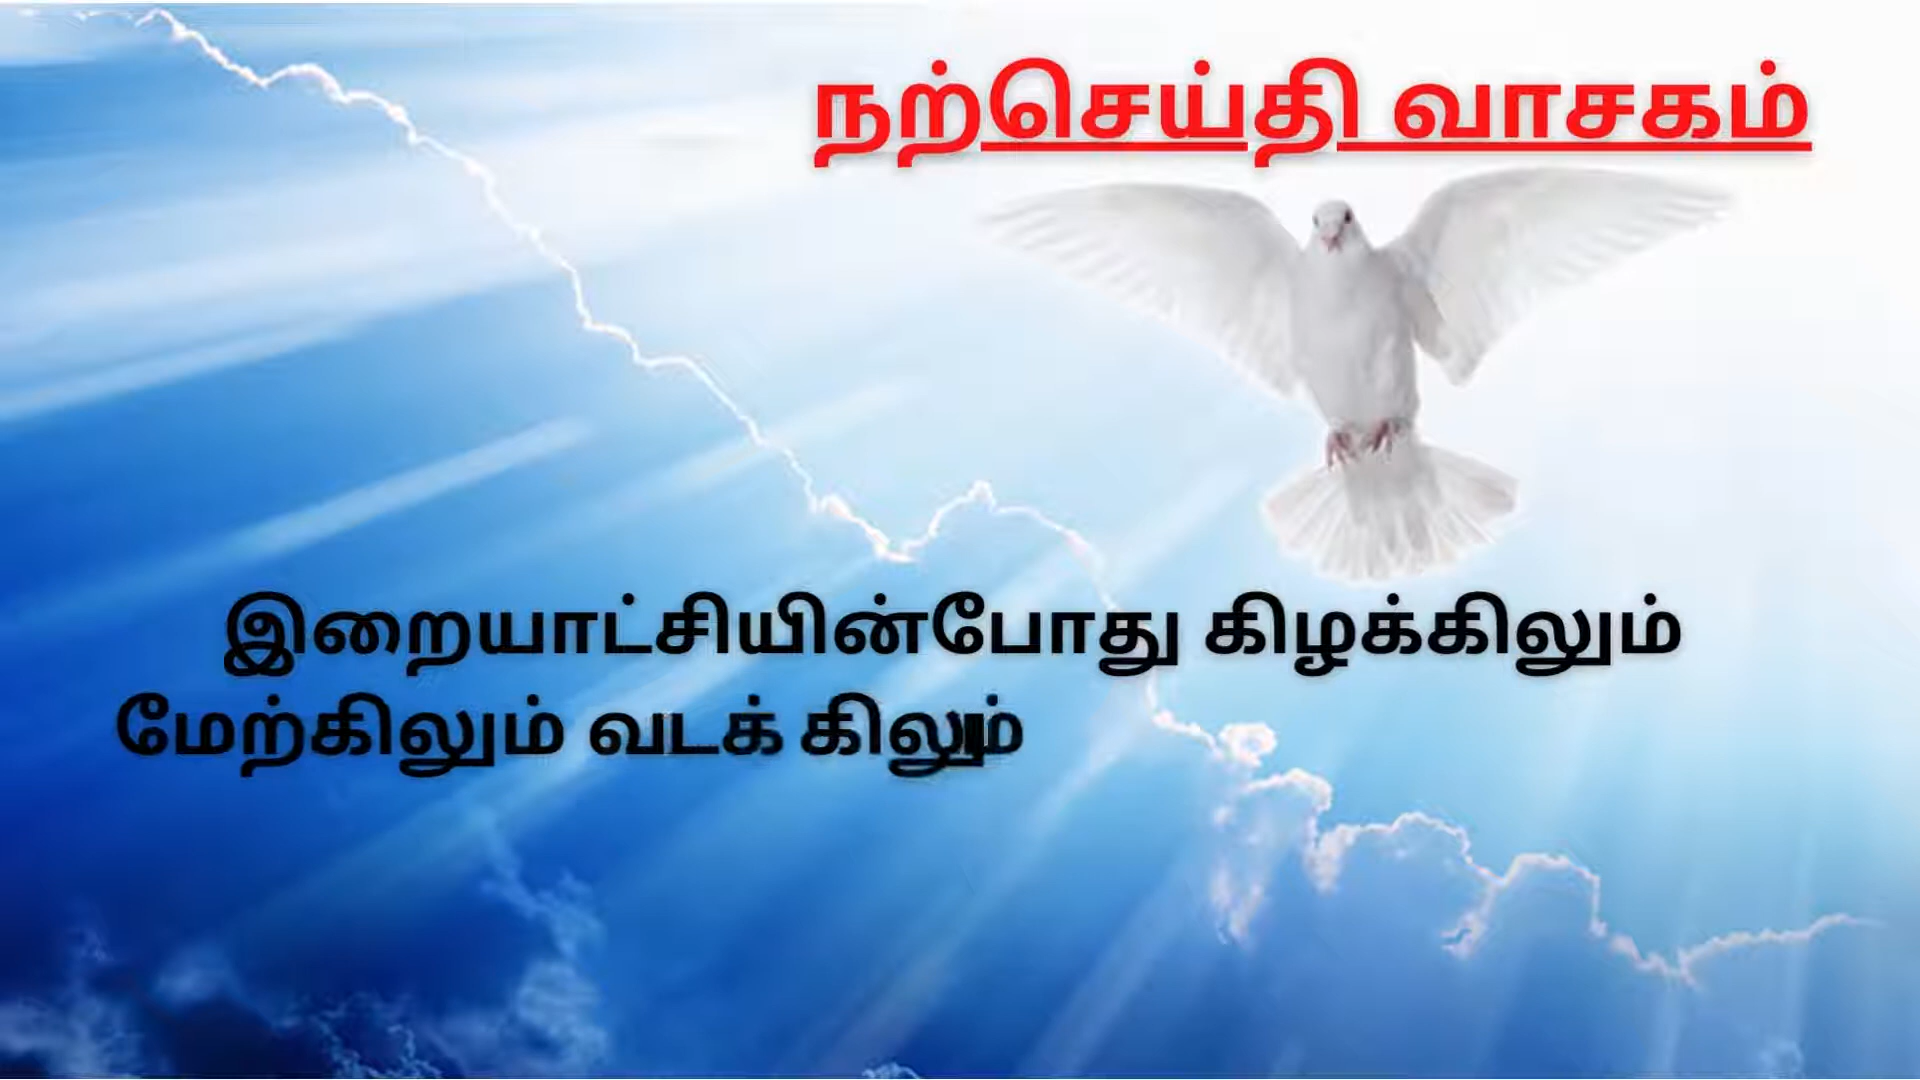 நற்செய்தி வாசகம்
இறையாட்சியின்போது கிழக்கிலும்
மேற்கிலும் வடக்கிலும்